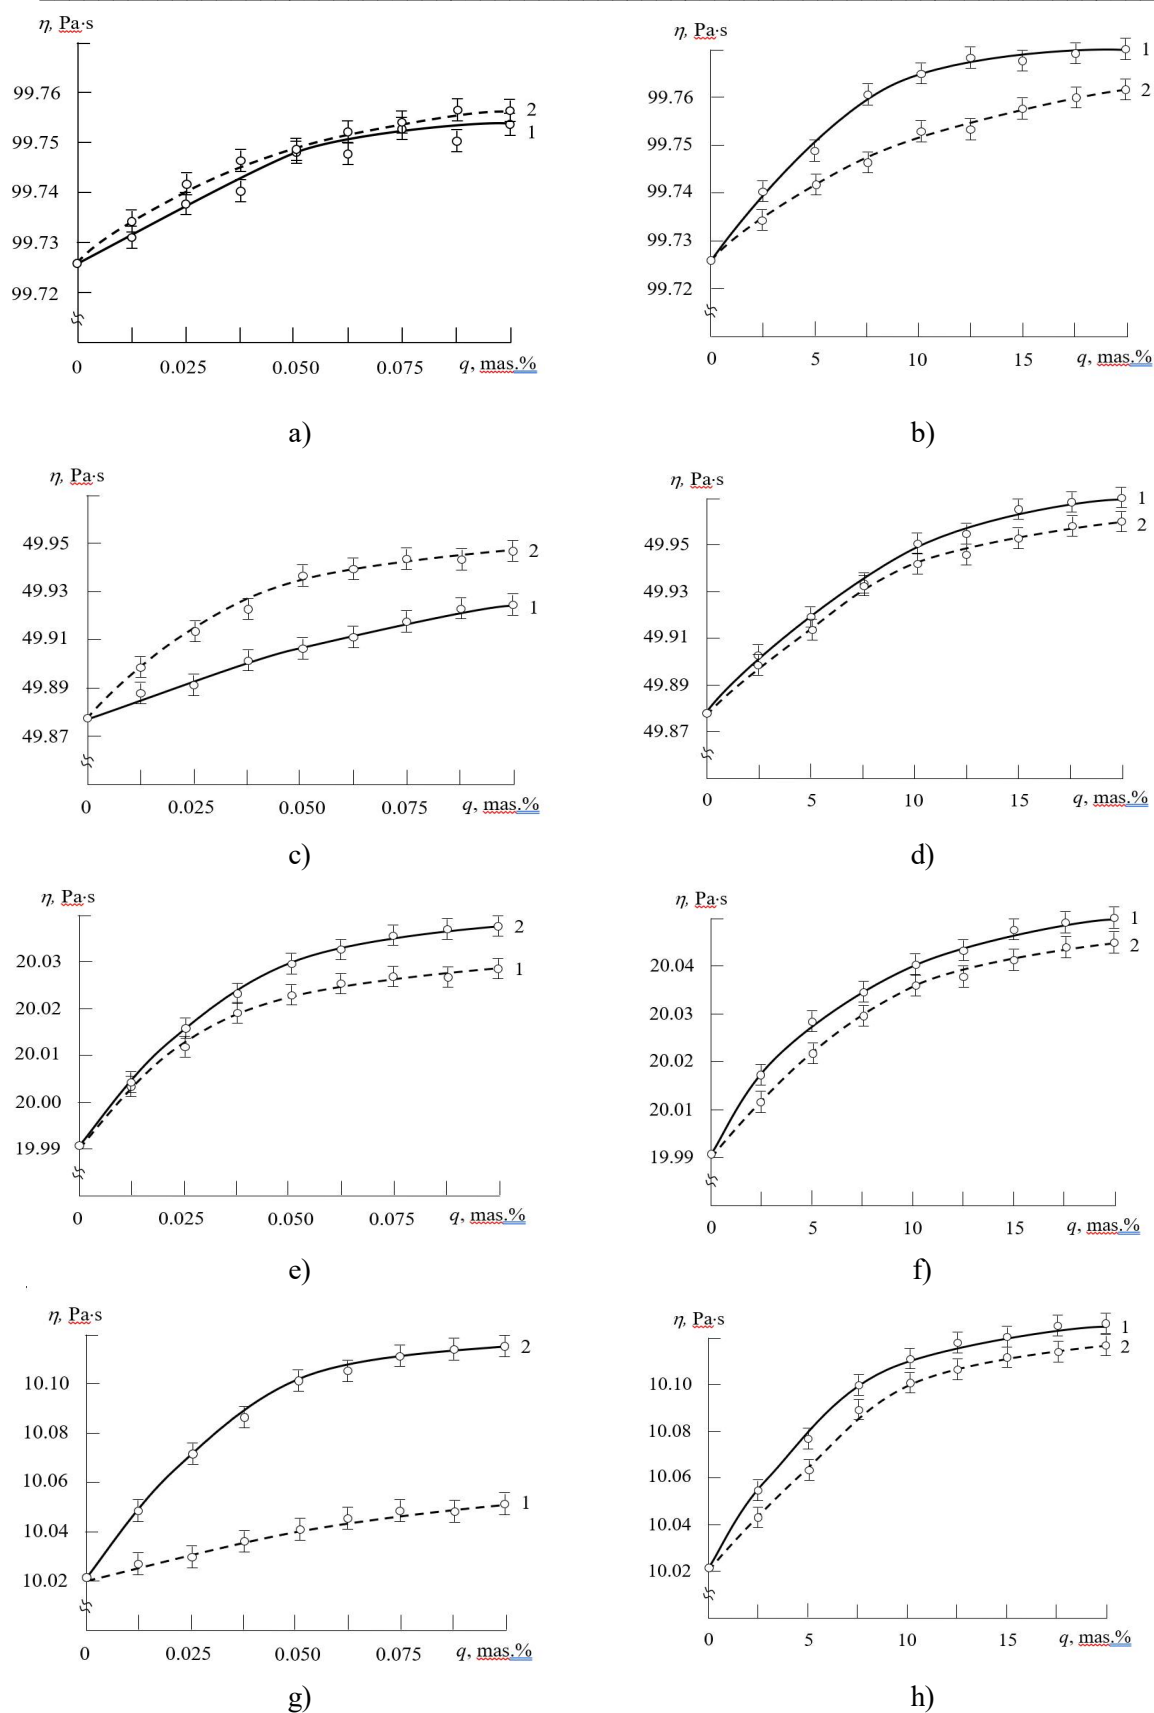 η, Pa·s
99.76
99.75
99.74
99.73
99.72
2
1
0 0.025 0.050 0.075 q, mas.%
a)
η, Pa·s
99.76
99.75
99.74
99.73
99.72
1
2
0 5 10 15 q, mas.%
b)
η, Pa·s
49.95
49.93
49.91
49.89
49.87
2
1
0 0.025 0.050 0.075 q, mas.%
c)
η, Pa·s
49.95
49.93
49.91
49.89
49.87
1
2
0 5 10 15 q, mas.%
d)
η, Pa·s
20.03
20.02
20.01
20.00
19.99
2
1
0 0.025 0.050 0.075 q, mas.%
e)
η, Pa·s
20.04
20.03
20.02
20.01
19.99
1
2
0 5 10 15 q, mas.%
f)
η, Pa·s
10.10
10.08
10.06
10.04
10.02
2
1
0 0.025 0.050 0.075 q, mas.%
g)
η, Pa·s
10.10
10.08
10.06
10.04
10.02
1
2
0 5 10 15 q, mas.%
h)